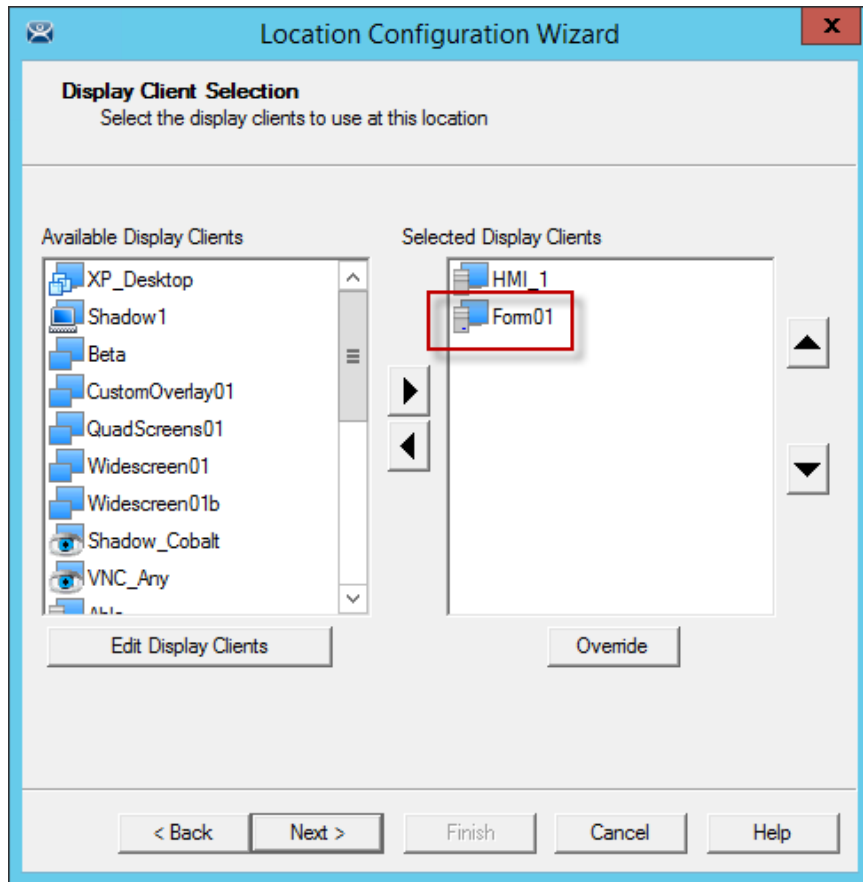 Location Configuration Wizard
x
Display Client Selection
Select the display clients to use at this location
Available Display Clients
Selected Display Clients
XP_Desktop
Shadow1
Beta
CustomOverlay01
QuadScreens01
Widescreen01
Widescreen01b
Shadow_Cobalt
VNC_Any
HMI_1
Form01
Edit Display Clients
Override
< Back
Next >
Finish
Cancel
Help